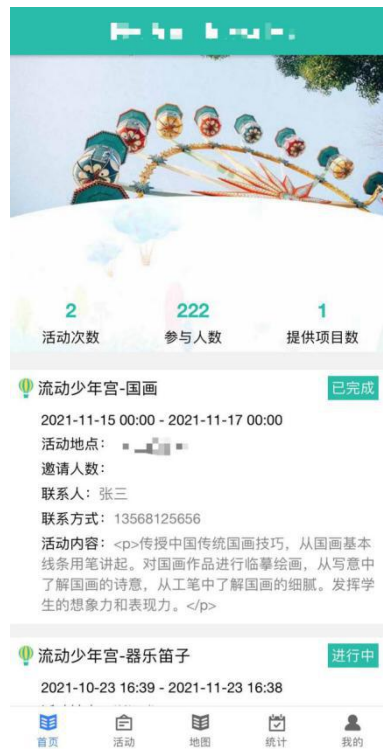 2
222
1
活动次数
参与人数
提供项目数
流动少年宫-国画
已完成
2021-11-15 00:00 - 2021-11-17 00:00
活动地点：
邀请人数：
联系人：张三
联系方式：13568125656
活动内容：<p>传授中国传统国画技巧，从国画基本
线条用笔讲起。对国画作品进行临摹绘画，从写意中
了解国画的诗意，从工笔中了解国画的细腻。发挥学
生的想象力和表现力。</p>
流动少年宫-器乐笛子
进行中
2021-10-23 16:39 - 2021-11-23 16:38
首页
活动
地图
统计
我的